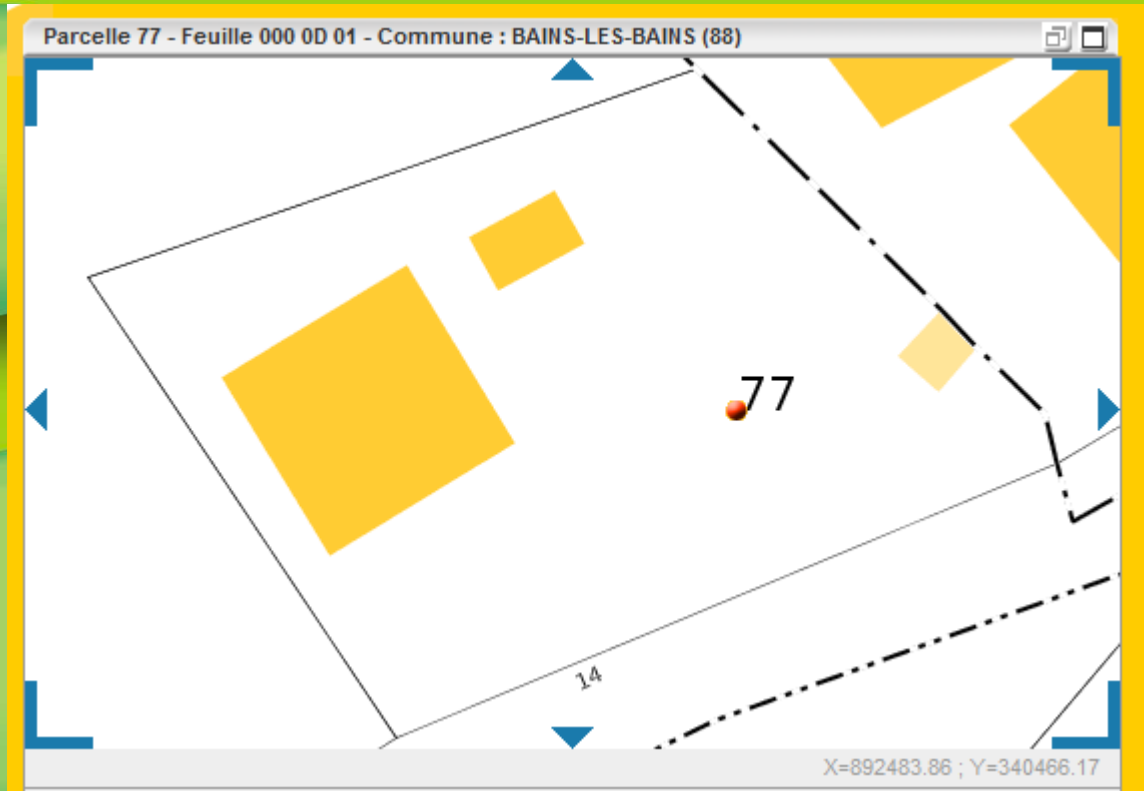 Parcelle 77 - Feuille 000 0D 01 - Commune : BAINS-LES-BAINS (88)
77
14
X=892483.86 ; Y=340466.17